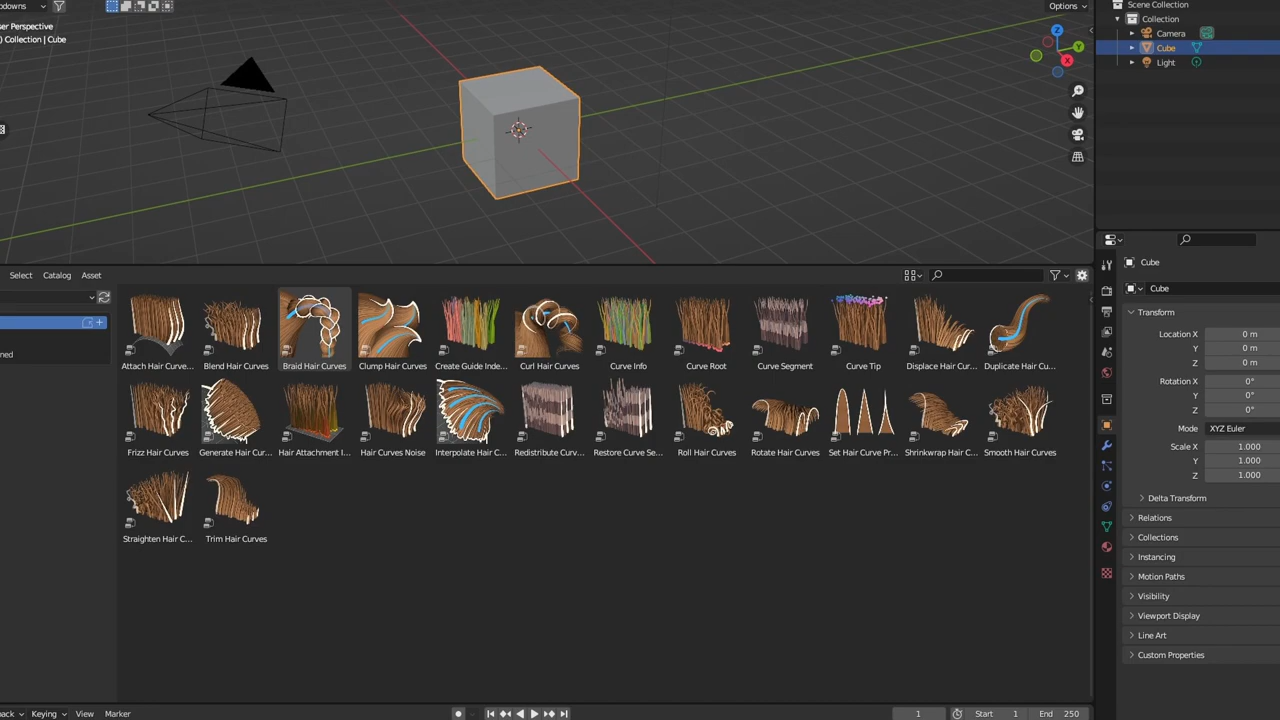 pdowns
Options
ser Perspective
) Collection | Cube
Scene Collection
Collection
Camera
Cube
Light
Select Catalog Asset
ned
Attach Hair Curve... Blend Hair Curves Braid Hair Curves Clump Hair Curves Create Guide Inde... Curl Hair Curves Curve Info Curve Root Curve Segment Curve Tip Displace Hair Cur... Duplicate Hair Cu...
Frizz Hair Curves Generate Hair Cur... Hair Attachment I... Hair Curves Noise Interpolate Hair C... Redistribute Curv... Restore Curve Se... Roll Hair Curves Rotate Hair Curves Set Hair Curve Pr... Shrinkwrap Hair C... Smooth Hair Curves
Straighten Hair C... Trim Hair Curves
Cube
Cube
Transform
Location X 0 m
Y 0 m
Z 0 m
Rotation X 0°
Y 0°
Z 0°
Mode XYZ Euler
Scale X 1.000
Y 1.000
Z 1.000
Delta Transform
Relations
Collections
Instancing
Motion Paths
Visibility
Viewport Display
Line Art
Custom Properties
back Keying View Marker
1 Start 1 End 250